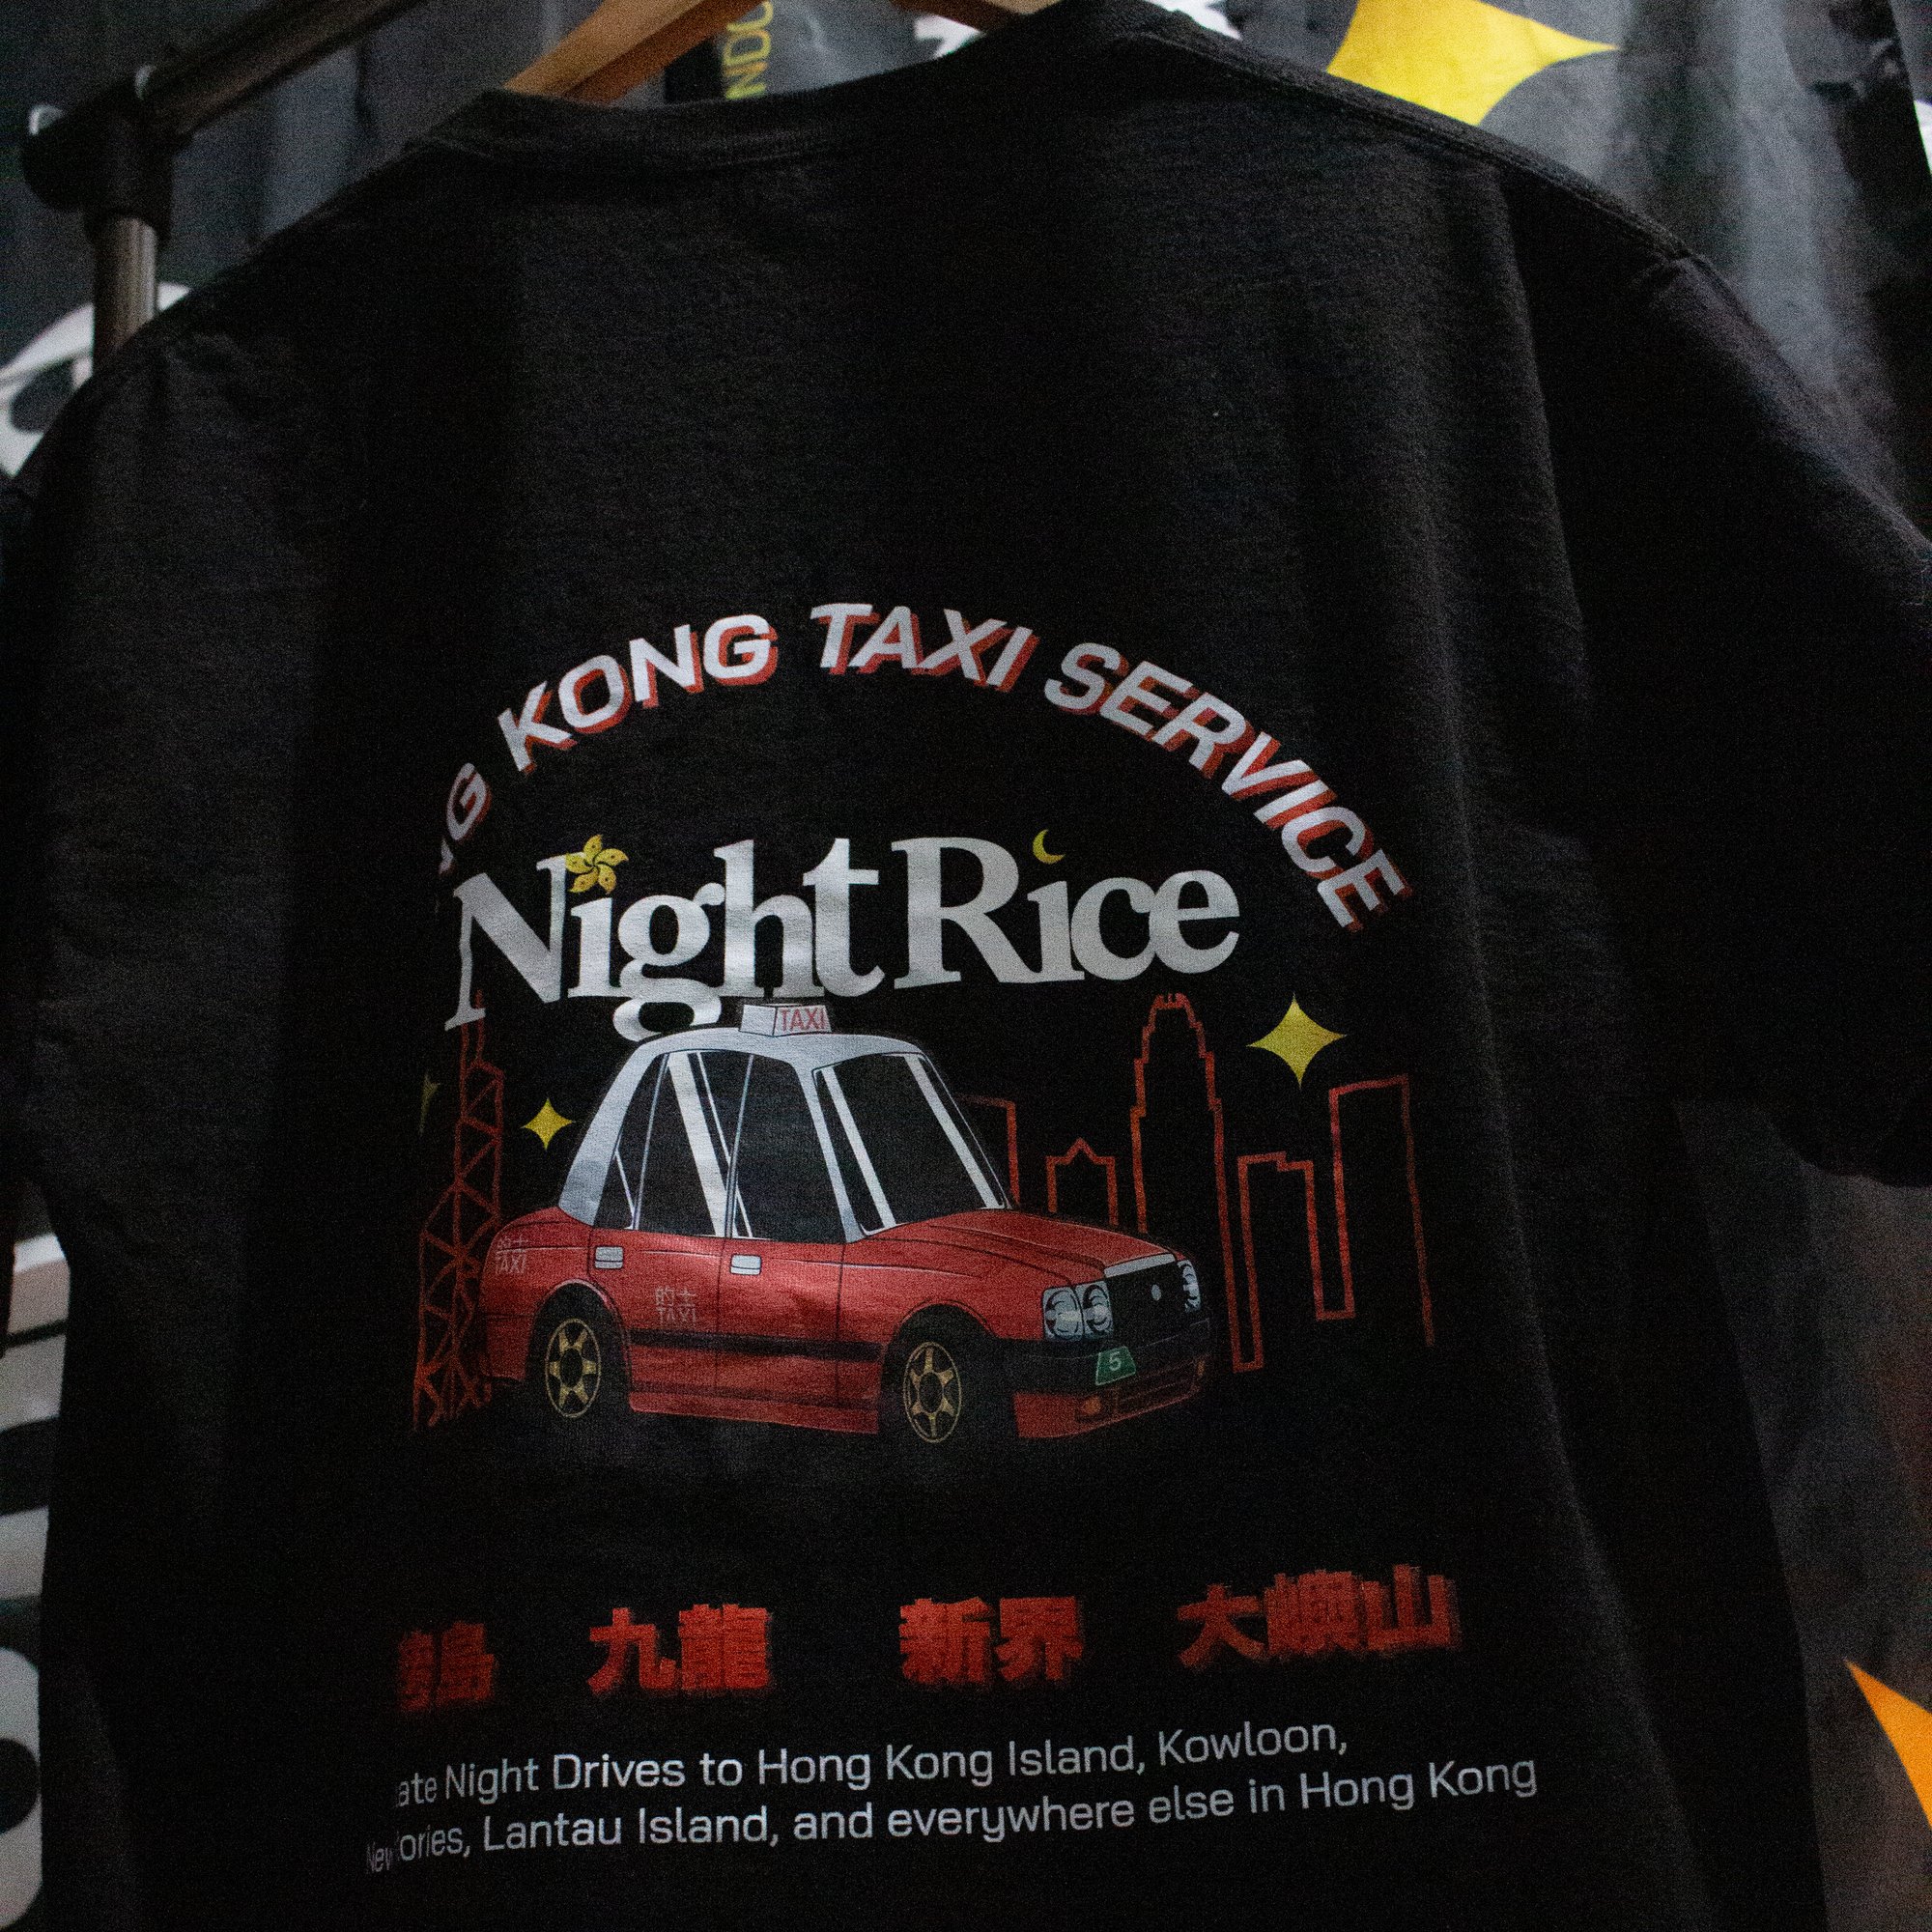 KONG TAXI SERVICE
Night Rice
TAXI
的士
TAXI
的士
TAXI
5
島 九龍 新界 大嶼山
Night Drives to Hong Kong Island, Kowloon,
Lantau Island, and everywhere else in Hong Kong